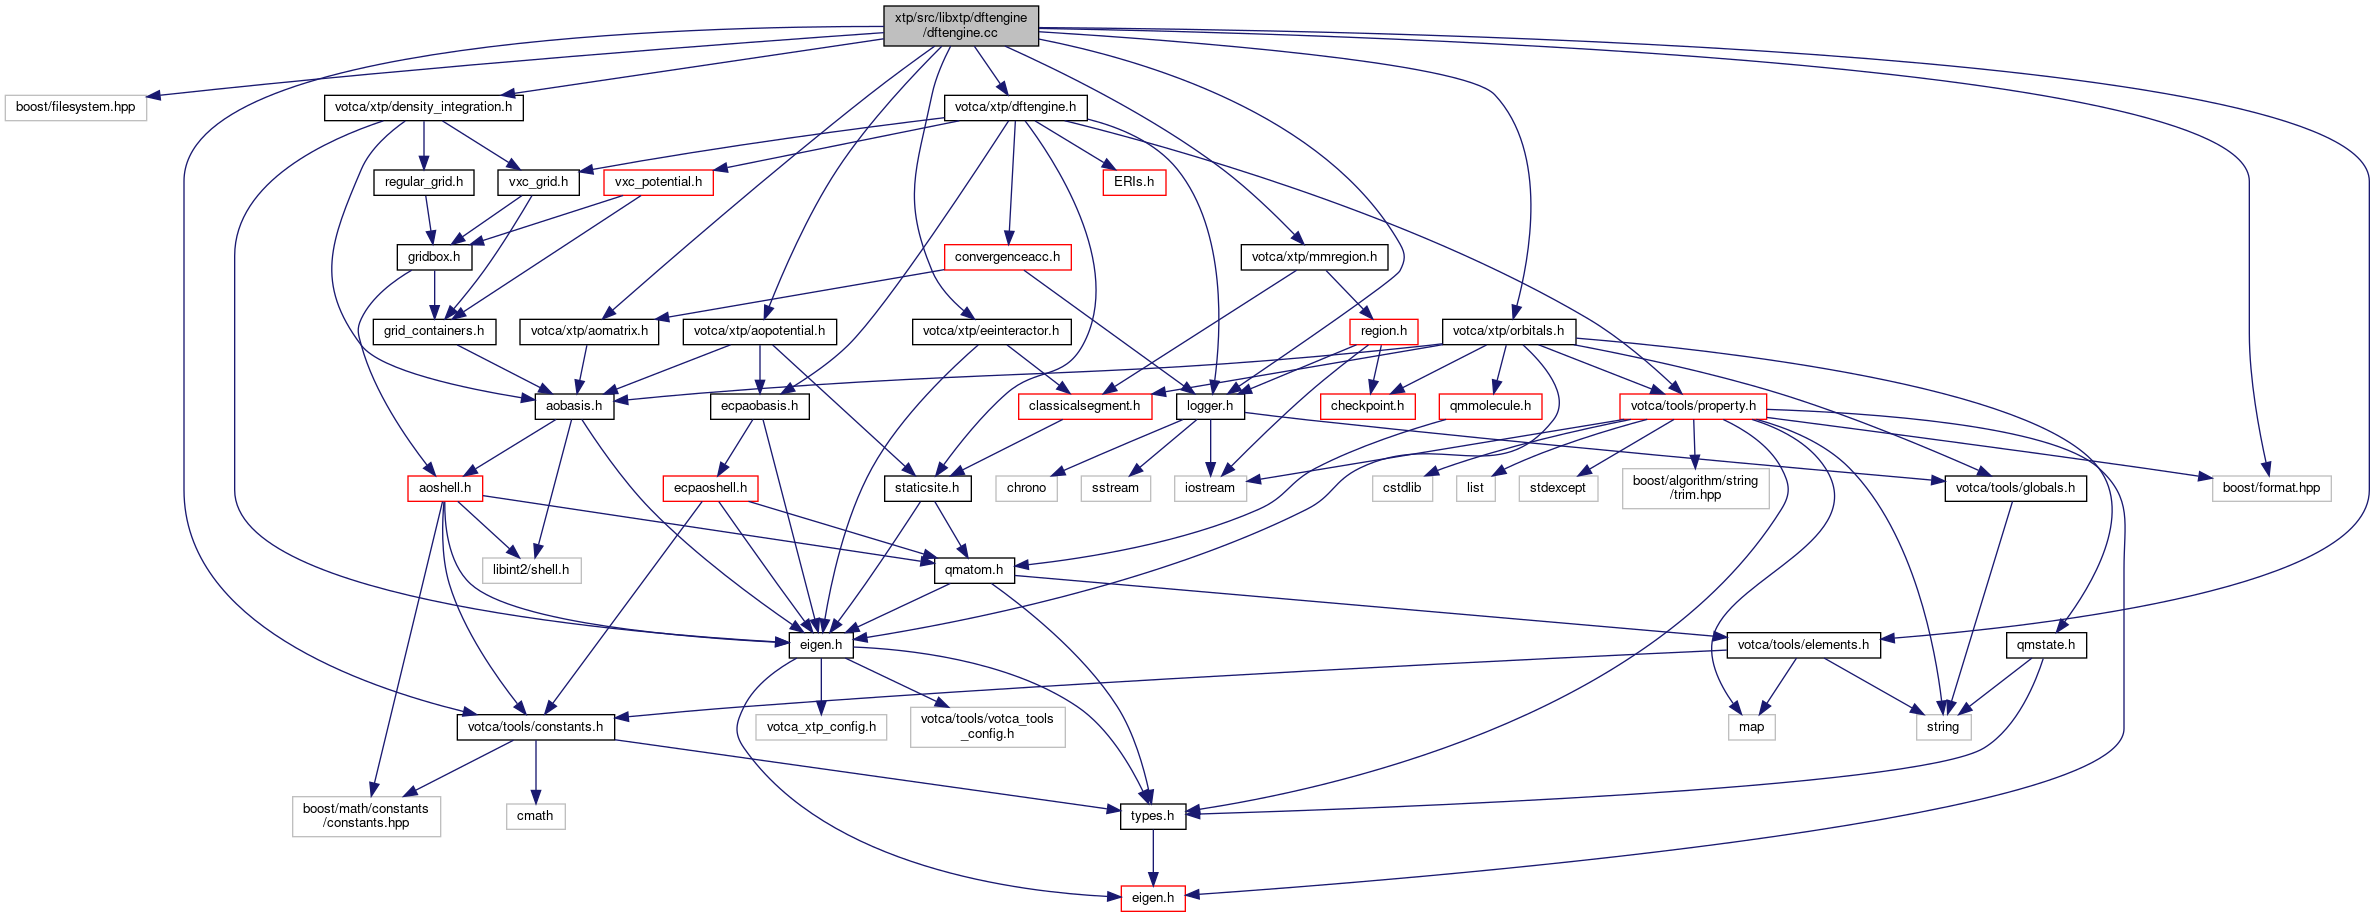 xtp/src/libxtp/dftengine
/dftengine.cc
boost/filesystem.hpp
votca/xtp/density_integration.h
votca/xtp/dftengine.h
regular_grid.h
vxc_grid.h
vxc_potential.h
ERIs.h
gridbox.h
convergenceacc.h
votca/xtp/mmregion.h
grid_containers.h
votca/xtp/aomatrix.h
votca/xtp/aopotential.h
votca/xtp/eeinteractor.h
region.h
votca/xtp/orbitals.h
aobasis.h
ecpaobasis.h
classicalsegment.h
logger.h
checkpoint.h
qmmolecule.h
votca/tools/property.h
aoshell.h
ecpaoshell.h
staticsite.h
chrono
sstream
iostream
cstdlib
list
stdexcept
boost/algorithm/string
/trim.hpp
votca/tools/globals.h
boost/format.hpp
libint2/shell.h
qmatom.h
eigen.h
votca/tools/elements.h
qmstate.h
votca/tools/constants.h
votca_xtp_config.h
votca/tools/votca_tools
_config.h
map
string
boost/math/constants
/constants.hpp
cmath
types.h
eigen.h